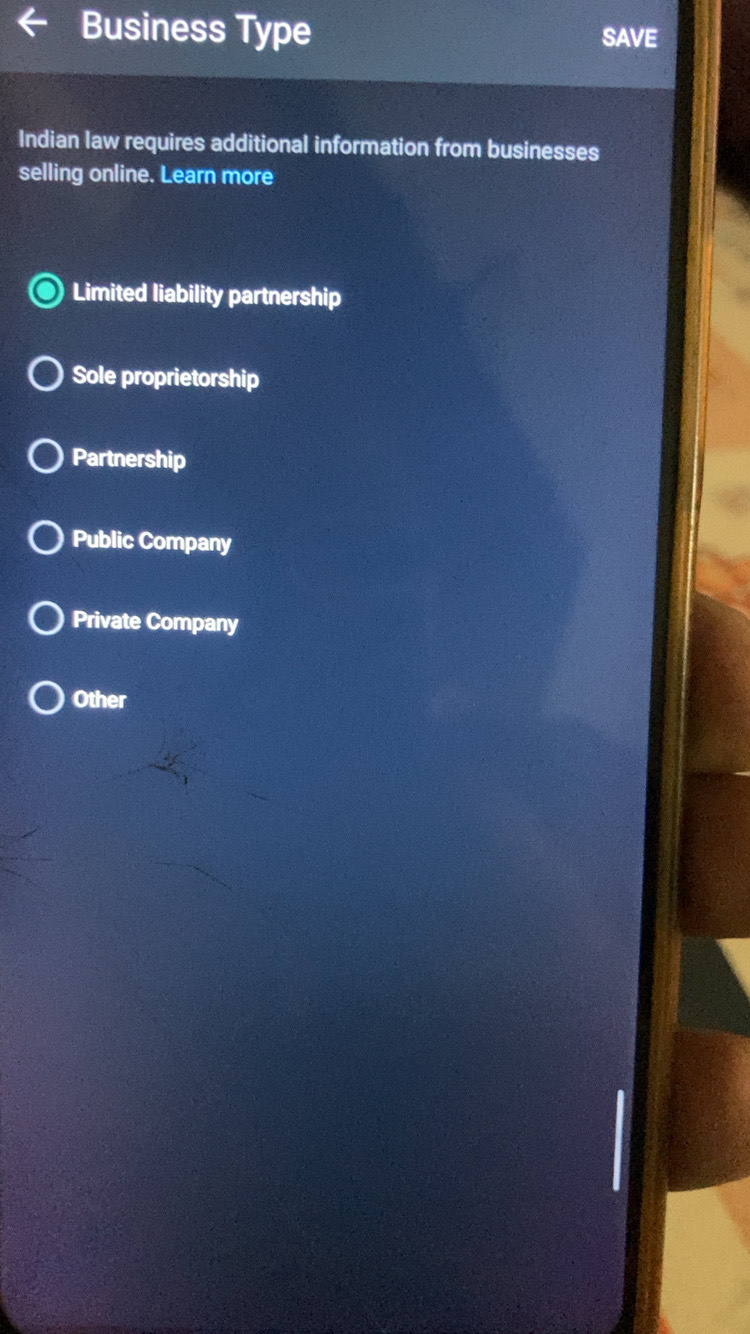 Business Type
SAVE
Indian law requires additional information from businesses
selling online. Learn more
Limited liability partnership
Sole proprietorship
Partnership
Public Company
Private Company
Other